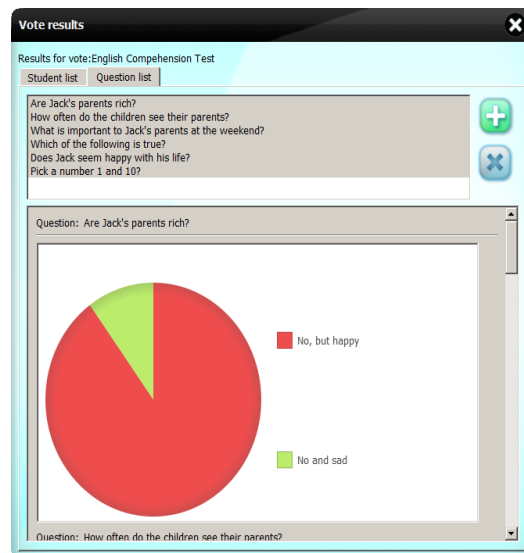 Vote results
Results for vote:English Compehension Test
Student list
Question list
Are Jack's parents rich?
How often do the children see their parents?
What is important to Jack's parents at the weekend?
Which of the following is true?
Does Jack seem happy with his life?
Pick a number 1 and 10?
Question: Are Jack's parents rich?
No, but happy
No and sad
Question: How often do the children see their parents?